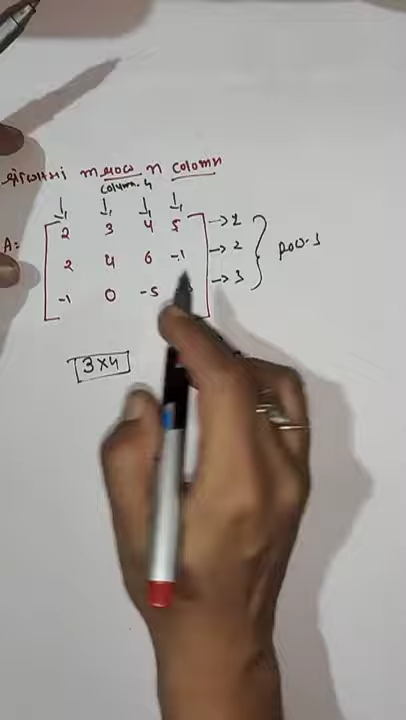 m row n column
column. 4
2 3 4 5 → 1
A: 2 4 6 -1 → 2 row.s
-1 0 -5 → 3
3×4